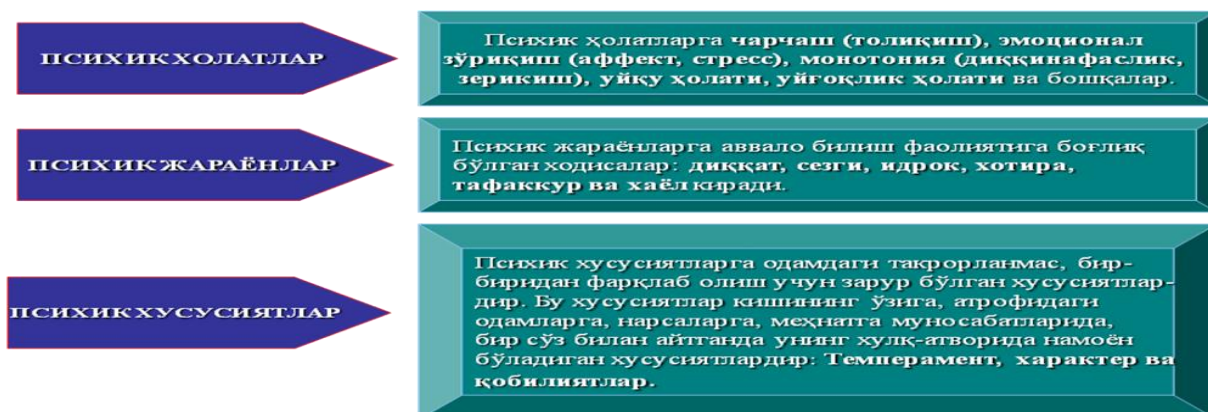 ПСИХИК ХОЛАТЛАР
Психик ҳолатларга чарчаш (толиқиш), эмоционал
зўриқиш (аффект, стресс), монотония (диққинафаслик,
зерикиш), уйқу ҳолати, уйғоқлик ҳолати ва бошқалар.
ПСИХИК ЖАРАЁНЛАР
Психик жараёнларга аввало билиш фаолиятига боғлиқ
бўлган ходисалар: диққат, сезги, идрок, хотира,
тафаккур ва хаёл киради.
ПСИХИК ХУСУСИЯТЛАР
Психик хусусиятларга одамдаги такрорланмас, бир-
биридан фарқлаб олиш учун зарур бўлган хусусиятлар-
дир. Бу хусусиятлар кишининг ўзига, атрофидаги
одамларга, нарсаларга, меҳнатга муносабатларида,
бир сўз билан айтганда унинг хулқ-атворида намоён
бўладиган хусусиятлардир: Темперамент, характер ва
қобилиятлар.